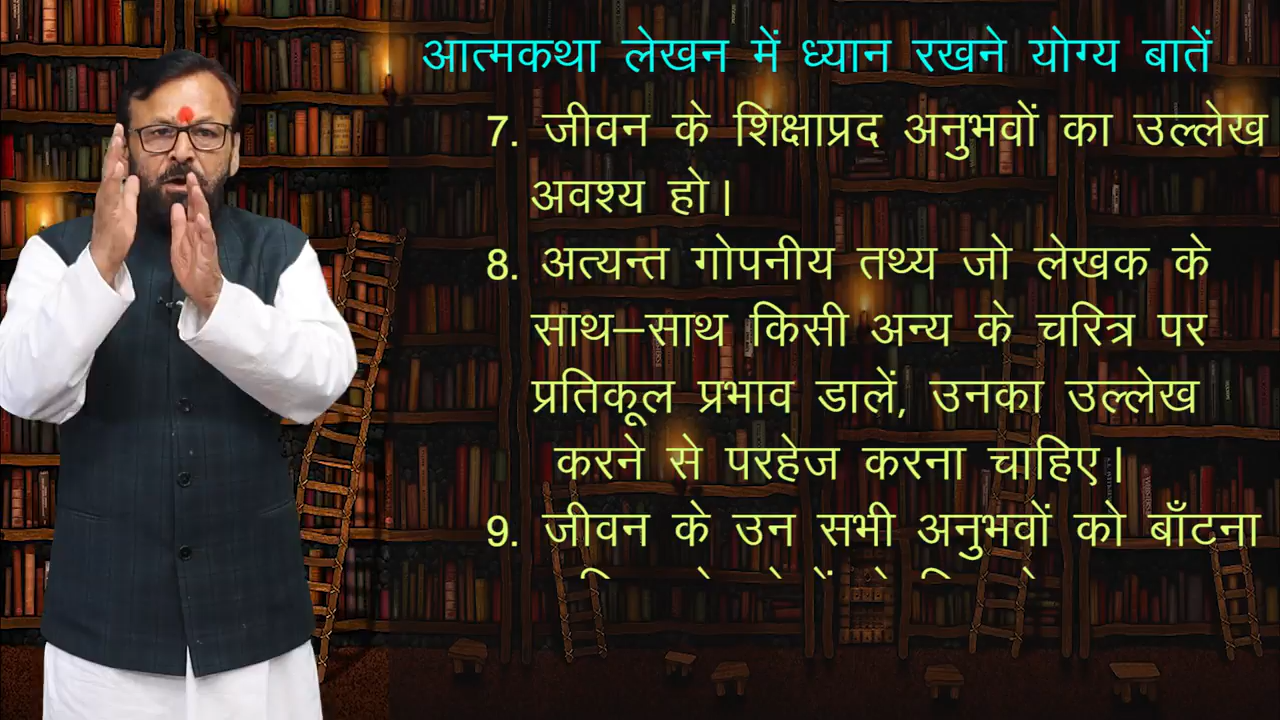 आत्मकथा लेखन में ध्यान रखने योग्य बातें
7. जीवन के शिक्षाप्रद अनुभवों का उल्लेख
अवश्य हो।
8. अत्यन्त गोपनीय तथ्य जो लेखक के
साथ–साथ किसी अन्य के चरित्र पर
प्रतिकूल प्रभाव डालें, उनका उल्लेख
करने से परहेज करना चाहिए।
9. जीवन के उन सभी अनुभवों को बाँटना